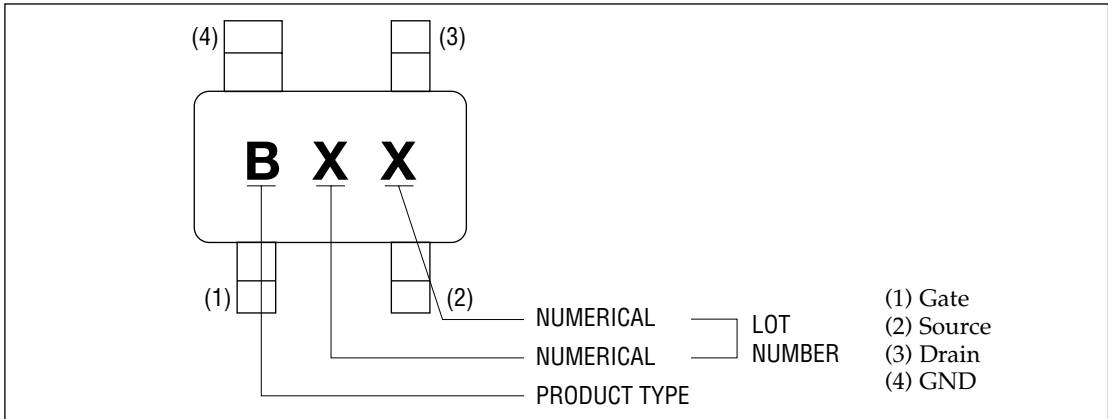 (4)
(3)
B X X
(1)
(2)
NUMERICAL
NUMERICAL
LOT
NUMBER
PRODUCT TYPE
(1) Gate
(2) Source
(3) Drain
(4) GND